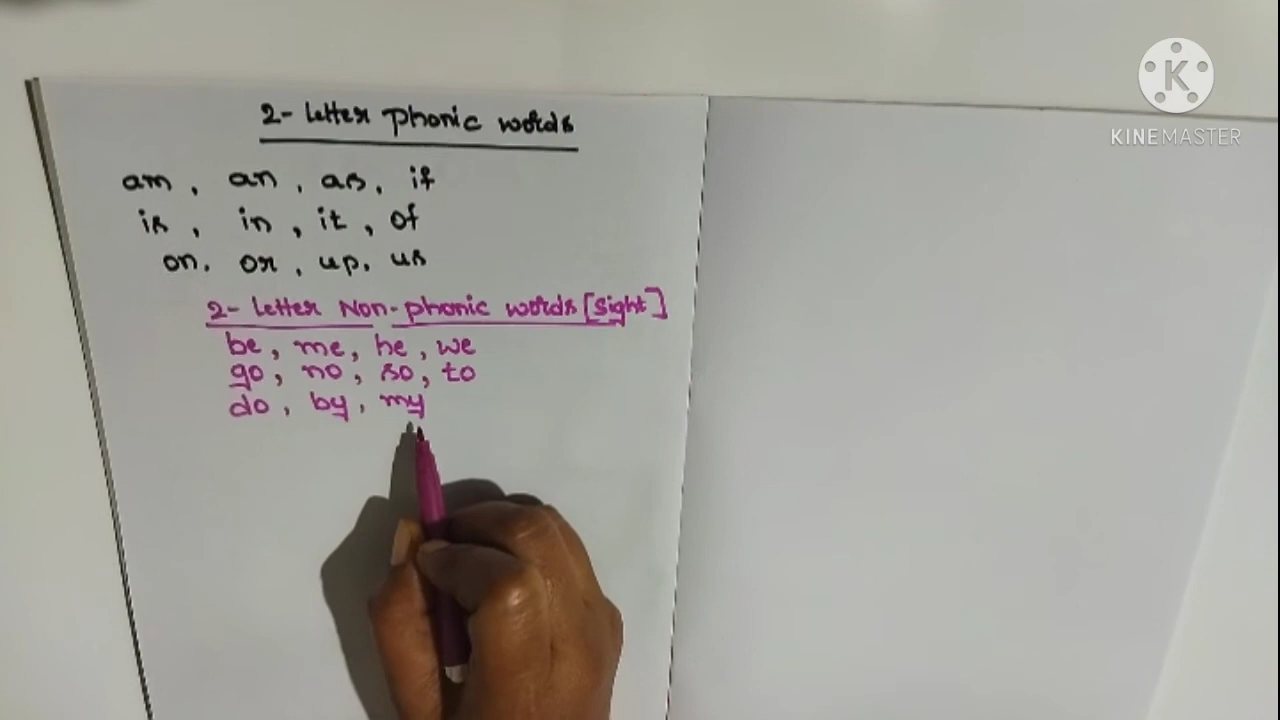 2- letter phonic words
am, an, as, if
is, in, it, of
on. or, up. us
2- letter Non-phonic words [sight]
be, me, he, we
go, no, so, to
do, by, my
K
KINEMASTER